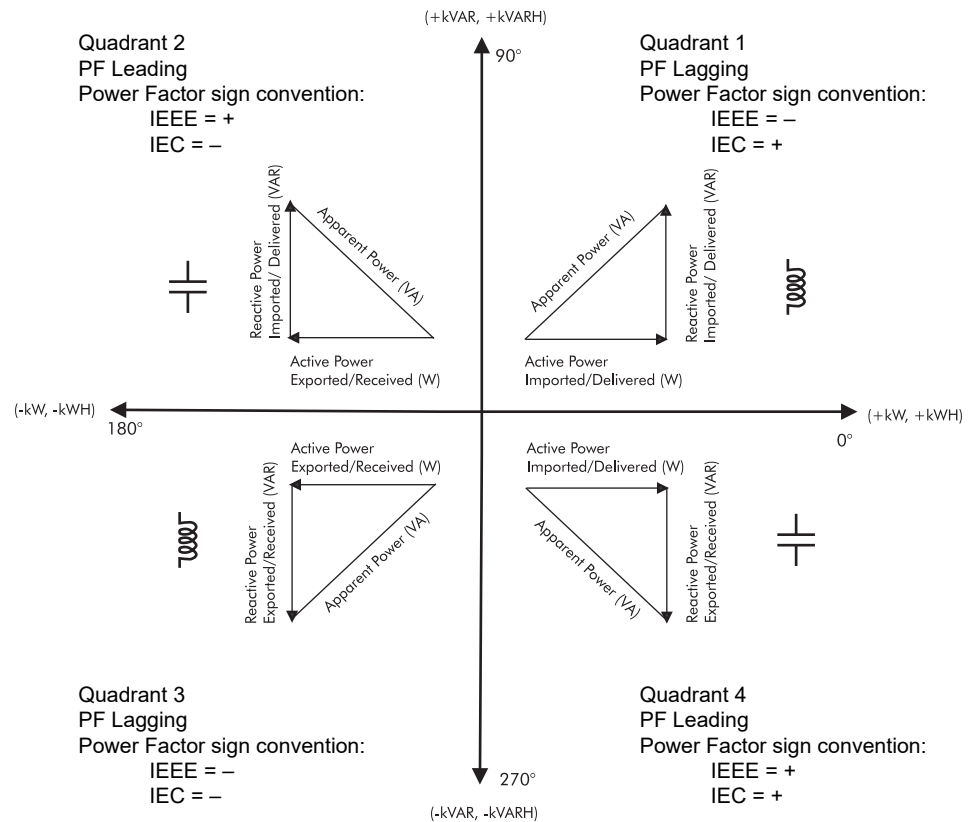 (+kVAR, +kVARH)
90°
Quadrant 2
PF Leading
Power Factor sign convention:
IEEE = +
IEC = –
Quadrant 1
PF Lagging
Power Factor sign convention:
IEEE = –
IEC = +
Reactive Power
Imported/ Delivered (VAR)
Apparent Power (VA)
Active Power
Exported/Received (W)
Apparent Power (VA)
Reactive Power
Imported/ Delivered (VAR)
Active Power
Imported/Delivered (W)
(-kW, -kWH)
180°
(+kW, +kWH)
0°
Active Power
Exported/Received (W)
Reactive Power
Exported/Received (VAR)
Apparent Power (VA)
Active Power
Imported/Delivered (W)
Apparent Power (VA)
Reactive Power
Exported/Received (VAR)
Quadrant 3
PF Lagging
Power Factor sign convention:
IEEE = –
IEC = –
Quadrant 4
PF Leading
Power Factor sign convention:
IEEE = +
IEC = +
270°
(-kVAR, -kVARH)